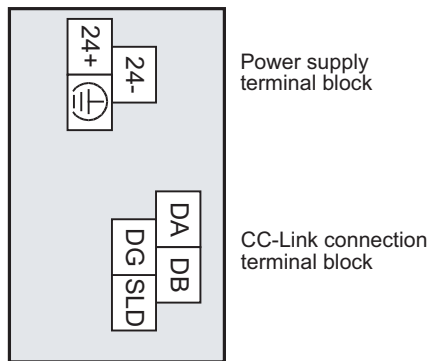 24+
24-
Power supply
terminal block
DA
DG
DB
SLD
CC-Link connection
terminal block